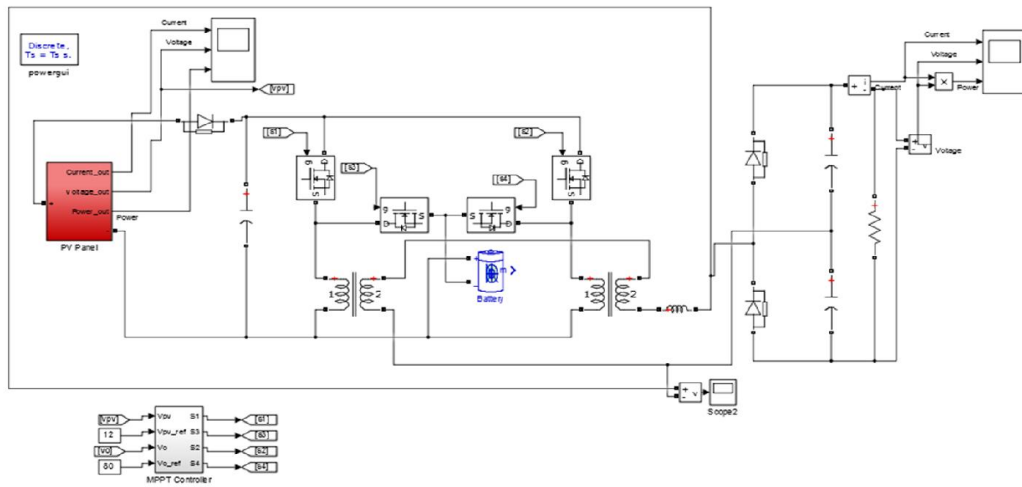 Discrete,
Ts = Ts s.
powergui
Current
Voltage
[Vpv]
Current_out
Voltage_out
Power_out
Power
PV Panel
+
-
[S1]
[S2]
[S3]
[S4]
g
D
S
g
D
S
g
D
S
g
D
S
1
2
1
2
+
-
m
Battery
Current
Voltage
Power
Current
+
-
i
×
+
-
v
Voltage
+
-
v
Scope2
[Vpv]
12
[Vo]
80
Vpv
Vpv_ref
Vo
Vo_ref
S1
S3
S2
S4
[S1]
[S3]
[S2]
[S4]
MPPT Controller